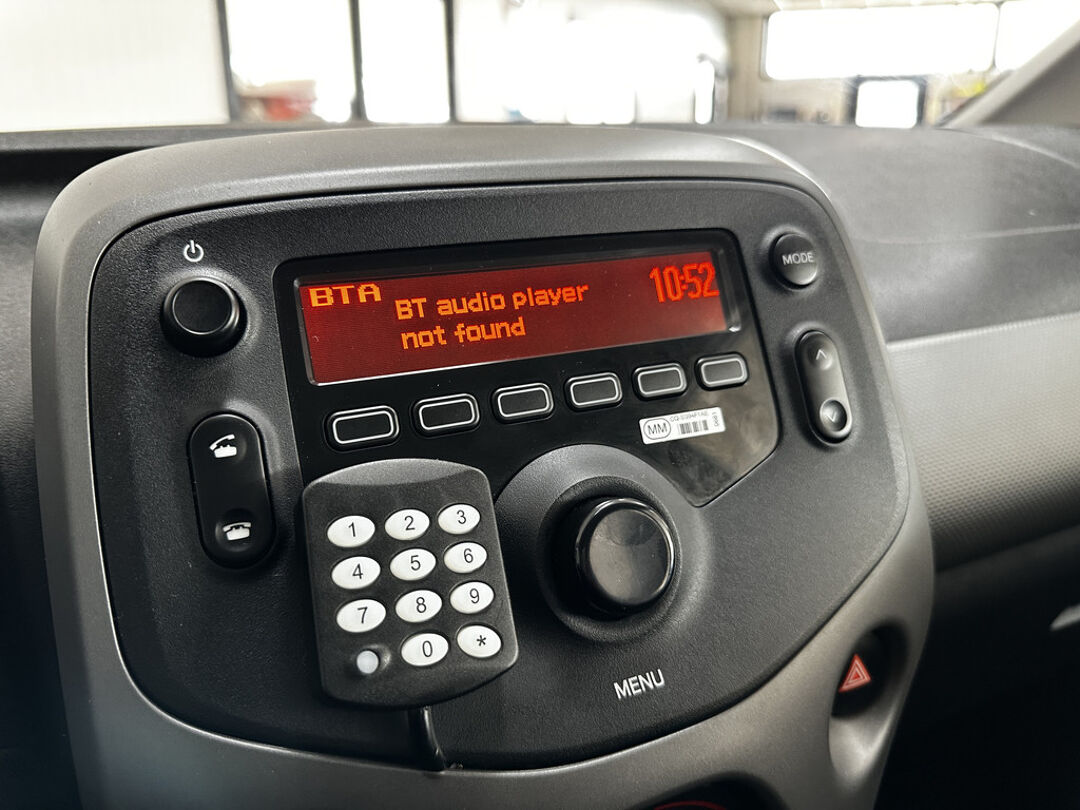 BTA
BT audio player
not found
10:52
MODE
MM
1 2 3
4 5 6
7 8 9
0 *
MENU